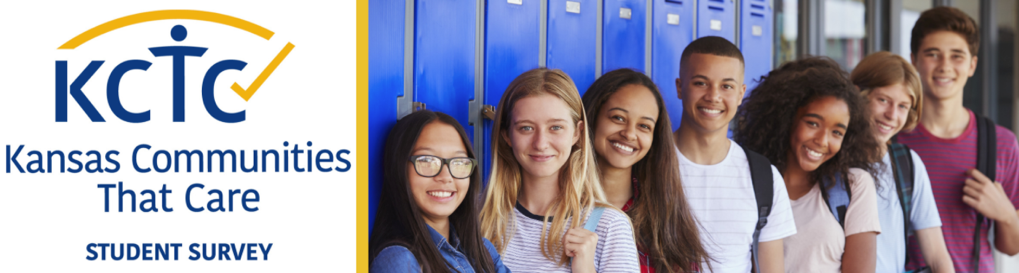 KCTC
Kansas Communities
That Care
STUDENT SURVEY